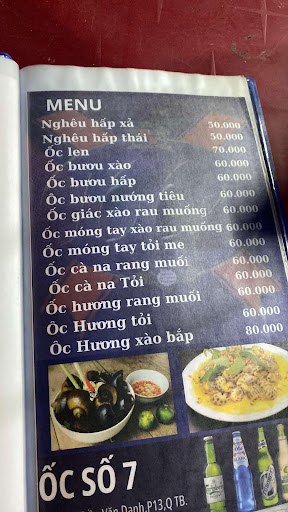 MENU
Nghêu hấp xả 50.000
Nghêu hấp thái 50.000
Ốc len 70.000
Ốc bươu xào 60.000
Ốc bươu hấp 60.000
Ôc bươu nướng tiêu 60.000
Ốc giác xào rau muống 60.000
Ốc móng tay xào rau muống 60.000
Ốc móng tay tỏi me 60.000
Ốc cà na rang muối 60.000
Ốc cà na Tỏi 60.000
Ốc hương rang muối 60.000
Ôc Hương tỏi 60.000
Ôc Hương xào bắp 80.000
ỐC SỐ 7
Văn Danh,P13,Q TB.